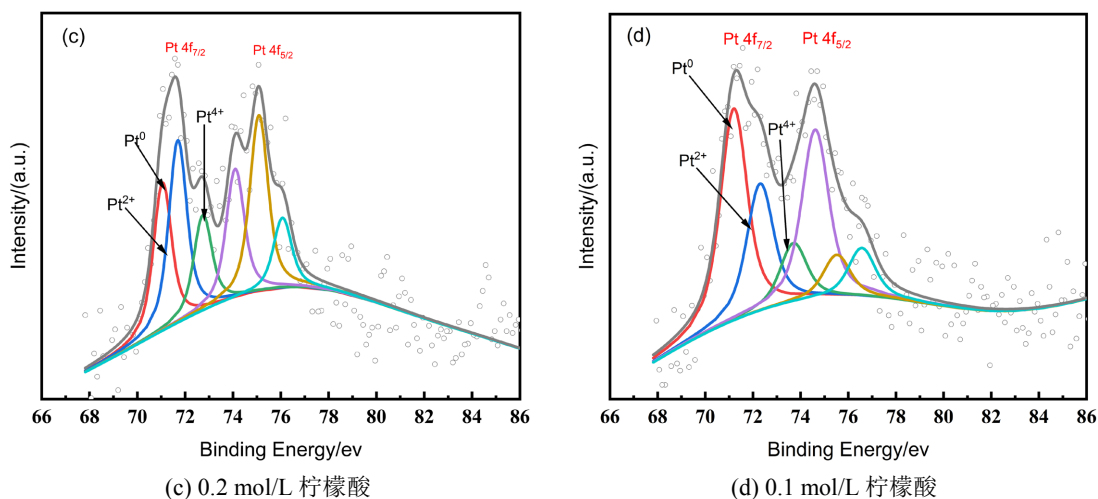 (c)
Pt 4f7/2
Pt 4f5/2
Pt4+
Pt0
Pt2+
Intensity/(a.u.)
66 68 70 72 74 76 78 80 82 84 86
Binding Energy/ev
(c) 0.2 mol/L 柠檬酸
(d)
Pt 4f7/2
Pt 4f5/2
Pt0
Pt4+
Pt2+
Intensity/(a.u.)
66 68 70 72 74 76 78 80 82 84 86
Binding Energy/ev
(d) 0.1 mol/L 柠檬酸